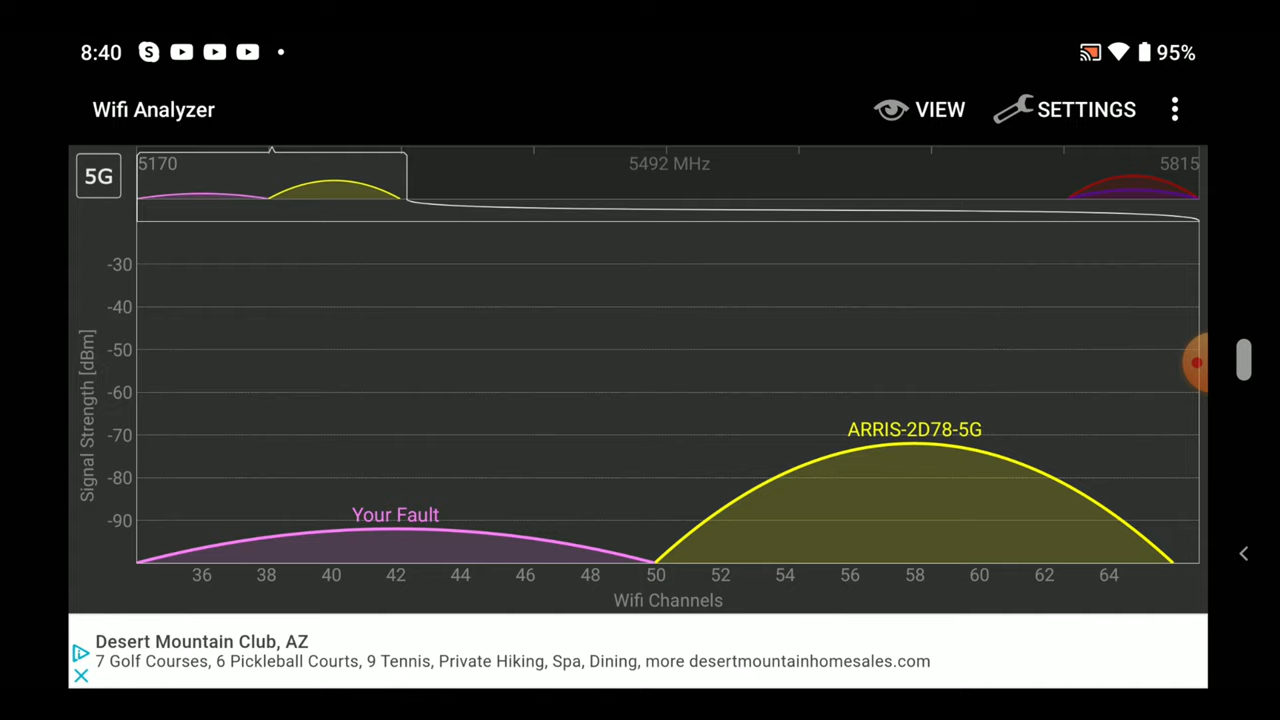 8:40 S 95%
Wifi Analyzer VIEW SETTINGS
5G 5170 5492 MHz 5815
-30
-40
-50
-60
-70
-80
-90
Signal Strength [dBm]
ARRIS-2D78-5G
Your Fault
36 38 40 42 44 46 48 50 52 54 56 58 60 62 64
Wifi Channels
Desert Mountain Club, AZ
7 Golf Courses, 6 Pickleball Courts, 9 Tennis, Private Hiking, Spa, Dining, more desertmountainhomesales.com